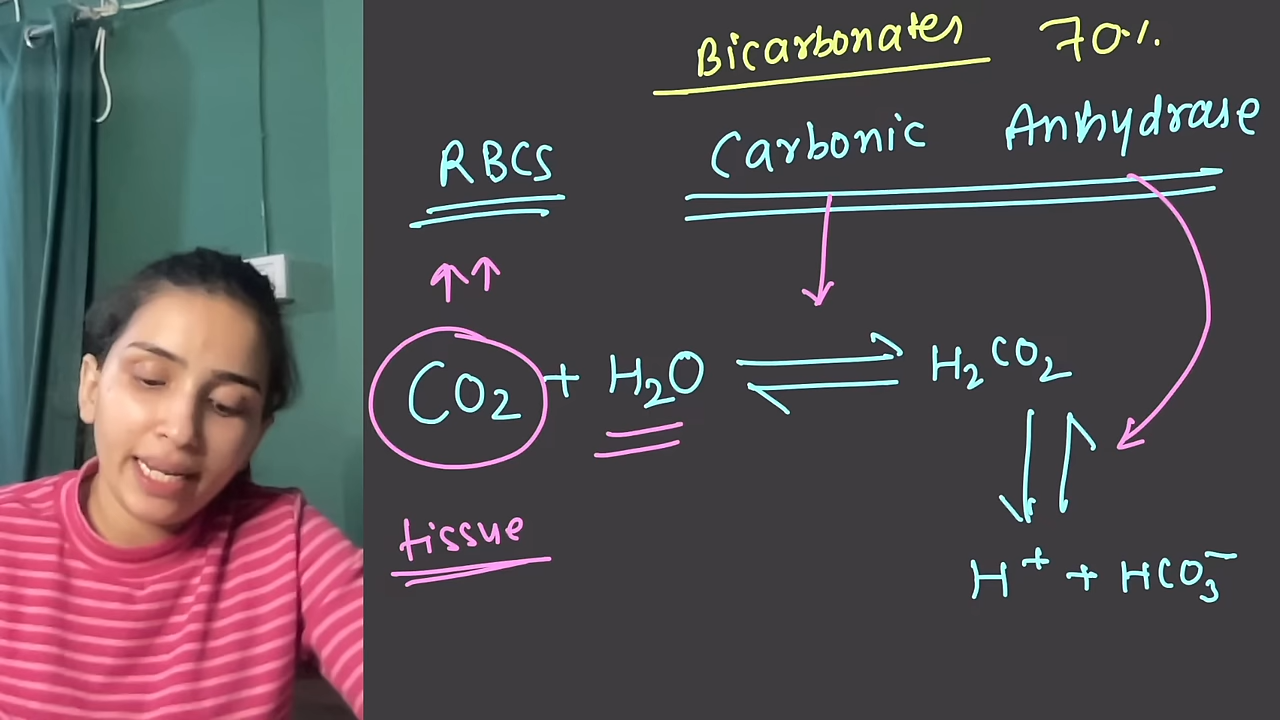 Bicarbonates 70%
RBCS Carbonic Anhydrase
↑↑
CO₂ + H₂O ⇌ H₂CO₂
tissue
H⁺ + HCO₃⁻